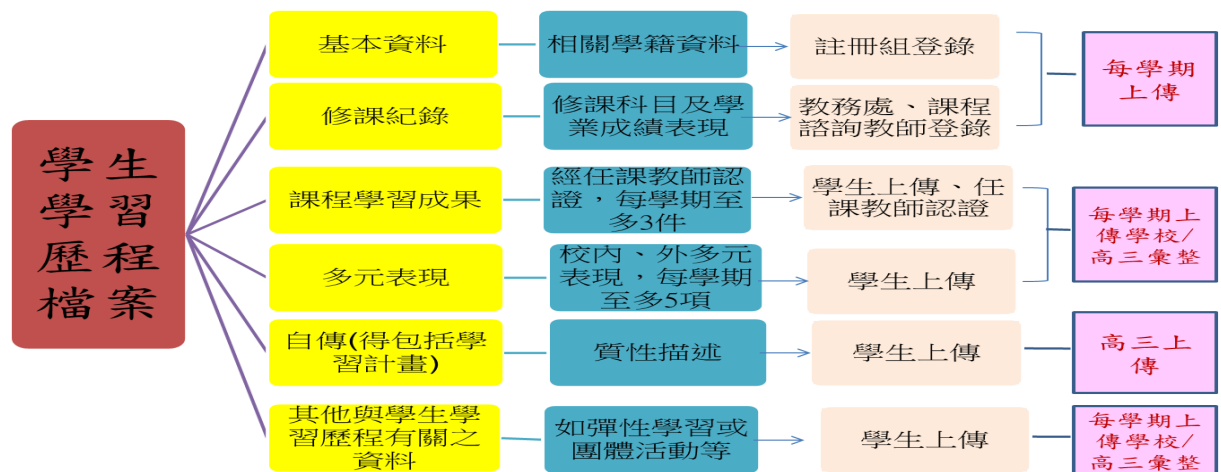 學生
學習
歷程
檔案
基本資料
相關學籍資料
註冊組登錄
每學期
上傳
修課紀錄
修課科目及學
業成績表現
教務處、課程
諮詢教師登錄
課程學習成果
經任課教師認
證，每學期至
多3件
學生上傳、任
課教師認證
每學期上
傳學校/
高三彙整
多元表現
校內、外多元
表現，每學期
至多5項
學生上傳
自傳(得包括學
習計畫)
質性描述
學生上傳
高三上
傳
其他與學生學
習歷程有關之
資料
如彈性學習或
團體活動等
學生上傳
每學期上
傳學校/
高三彙整